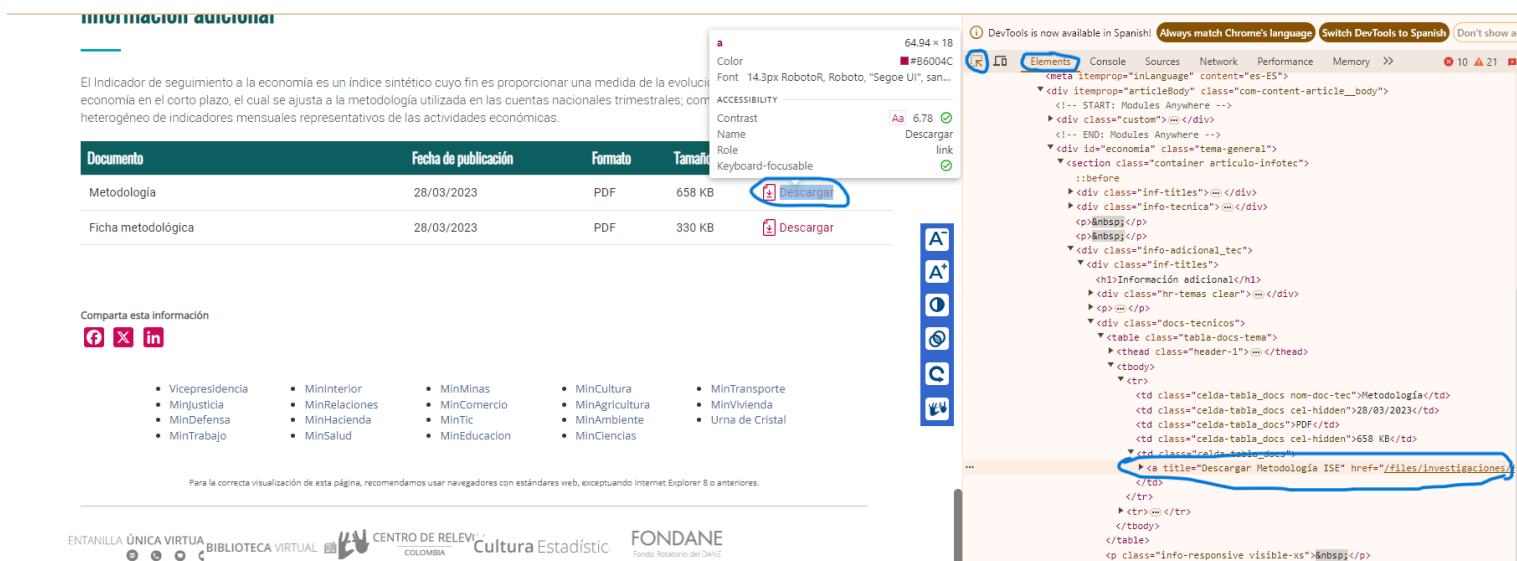 Información adicional
El Indicador de seguimiento a la economía es un índice sintético cuyo fin es proporcionar una medida de la evoluci
economía en el corto plazo, el cual se ajusta a la metodología utilizada en las cuentas nacionales trimestrales; com
heterogéneo de indicadores mensuales representativos de las actividades económicas.
Documento Fecha de publicación Formato Tamaño
Metodología 28/03/2023 PDF 658 KB Descargar
Ficha metodológica 28/03/2023 PDF 330 KB Descargar
a 64.94 × 18
Color #B6004C
Font 14.3px RobotoR, Roboto, "Segoe UI", san...
ACCESSIBILITY
Contrast Aa 6.78
Name Descargar
Role link
Keyboard-focusable
A-
A+
Comparta esta información
Vicepresidencia
MinJusticia
MinDefensa
MinTrabajo
MinInterior
MinRelaciones
MinHacienda
MinSalud
MinMinas
MinComercio
MinTic
MinEducacion
MinCultura
MinAgricultura
MinAmbiente
MinCiencias
MinTransporte
MinVivienda
Urna de Cristal
Para la correcta visualización de esta página, recomendamos usar navegadores con estándares web, exceptuando Internet Explorer 8 o anteriores.
ENTANILLA ÚNICA VIRTUA
BIBLIOTECA VIRTUAL
CENTRO DE RELEV
COLOMBIA
Cultura Estadístic
FONDANE
Fondo Rotatorio del DANE
DevTools is now available in Spanish! Always match Chrome's language Switch DevTools to Spanish Don't show a
Elements Console Sources Network Performance Memory 10 21
<meta itemprop="inLanguage" content="es-ES">
<div itemprop="articleBody" class="com-content-article__body">
<!-- START: Modules Anywhere -->
<div class="custom">…</div>
<!-- END: Modules Anywhere -->
<div id="economia" class="tema-general">
<section class="container articulo-infotec">
::before
<div class="inf-titles">…</div>
<div class="info-tecnica">…</div>
<p>&nbsp;</p>
<p>&nbsp;</p>
<div class="info-adicional_tec">
<div class="inf-titles">
<h1>Información adicional</h1>
<div class="hr-temas clear">…</div>
<p>…</p>
<div class="docs-tecnicos">
<table class="tabla-docs-tema">
<thead class="header-1">…</thead>
<tbody>
<tr>
<td class="celda-tabla_docs nom-doc-tec">Metodología</td>
<td class="celda-tabla_docs cel-hidden">28/03/2023</td>
<td class="celda-tabla_docs">PDF</td>
<td class="celda-tabla_docs cel-hidden">658 KB</td>
<td class="celda-tabla_docs">
<a title="Descargar Metodología ISE" href="/files/investigaciones/
</td>
</tr>
<tr>…</tr>
</tbody>
</table>
<p class="info-responsive visible-xs">&nbsp;</p>